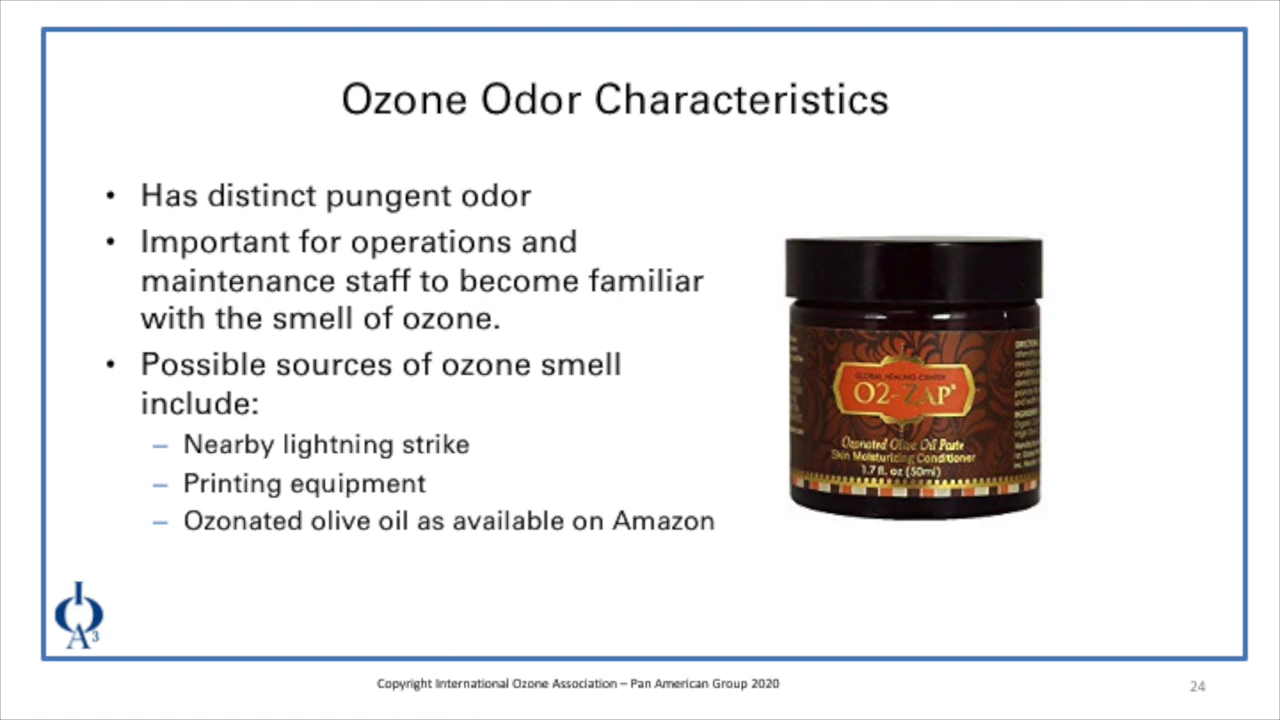 Ozone Odor Characteristics
• Has distinct pungent odor
• Important for operations and
maintenance staff to become familiar
with the smell of ozone.
• Possible sources of ozone smell
include:
– Nearby lightning strike
– Printing equipment
– Ozonated olive oil as available on Amazon
GLOBAL HEALING CENTER
O2-ZAP®
Ozonated Olive Oil Paste
Skin Moisturizing Conditioner
1.7 fl. oz (50ml)
IOA3
Copyright International Ozone Association – Pan American Group 2020
24